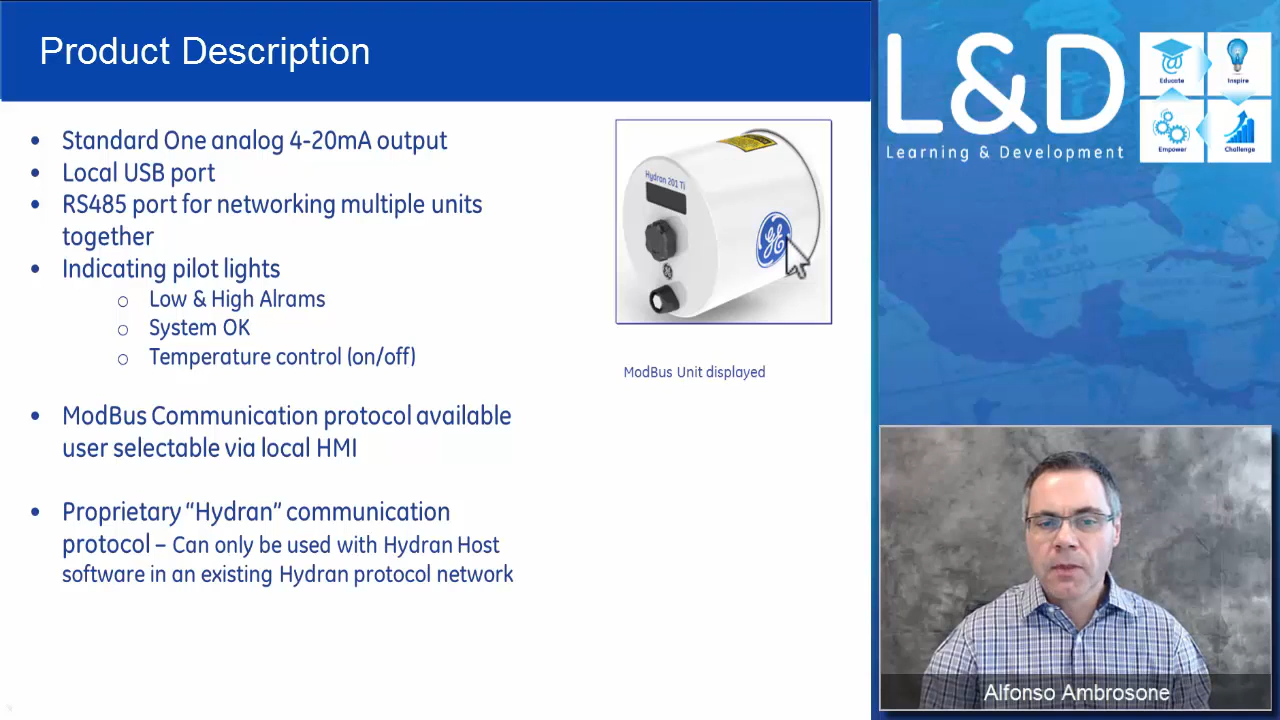 Product Description
• Standard One analog 4-20mA output
• Local USB port
• RS485 port for networking multiple units
together
• Indicating pilot lights
o Low & High Alrams
o System OK
o Temperature control (on/off)
• ModBus Communication protocol available
user selectable via local HMI
• Proprietary “Hydran” communication
protocol – Can only be used with Hydran Host
software in an existing Hydran protocol network
Hydran 201 Ti
GE
ModBus Unit displayed
L&D
Learning & Development
Educate
Inspire
Empower
Challenge
Alfonso Ambrosone